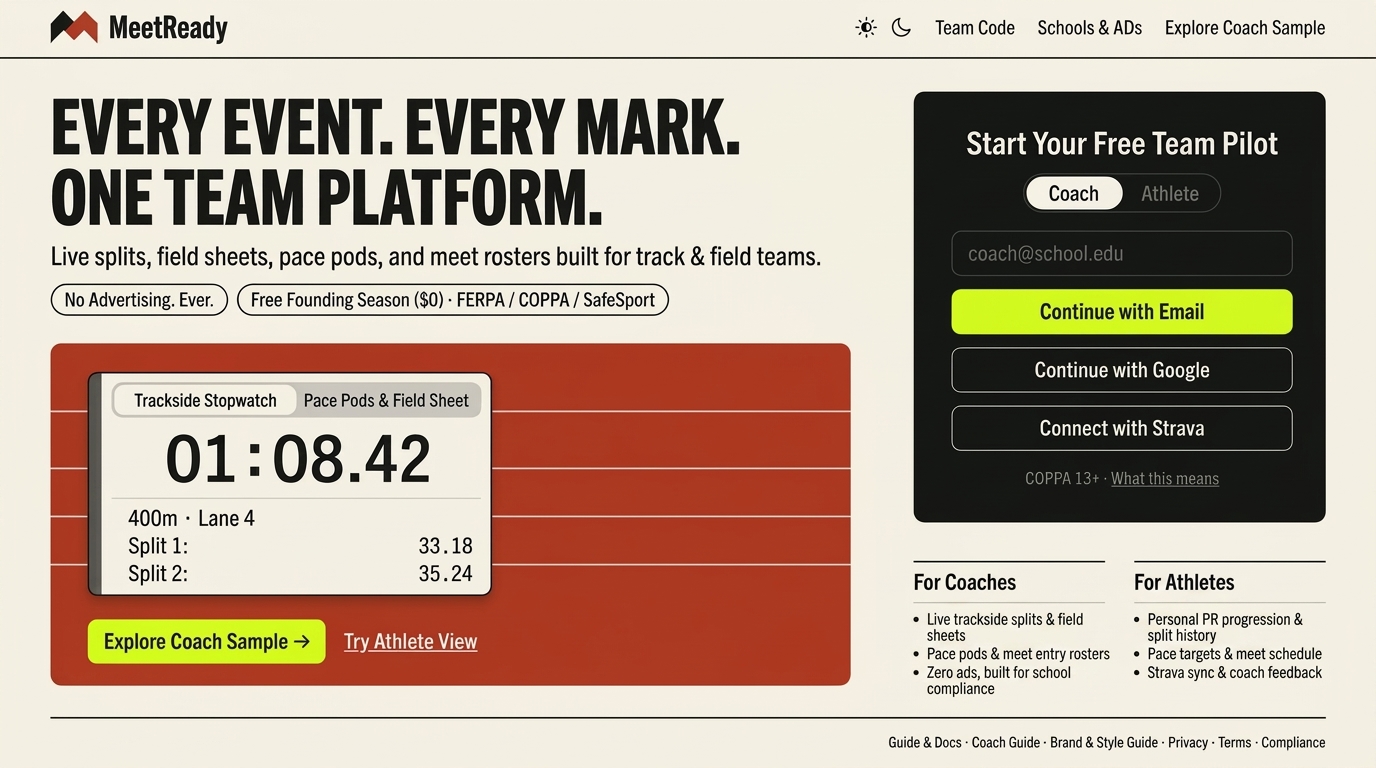 MeetReady
Team Code
Schools & ADs
Explore Coach Sample
EVERY EVENT. EVERY MARK.
ONE TEAM PLATFORM.
Live splits, field sheets, pace pods, and meet rosters built for track & field teams.
No Advertising. Ever.
Free Founding Season ($0) · FERPA / COPPA / SafeSport
Trackside Stopwatch
Pace Pods & Field Sheet
01:08.42
400m · Lane 4
Split 1: 33.18
Split 2: 35.24
Explore Coach Sample →
Try Athlete View
Start Your Free Team Pilot
Coach
Athlete
coach@school.edu
Continue with Email
Continue with Google
Connect with Strava
COPPA 13+ · What this means
For Coaches
• Live trackside splits & field
sheets
• Pace pods & meet entry rosters
• Zero ads, built for school
compliance
For Athletes
• Personal PR progression &
split history
• Pace targets & meet schedule
• Strava sync & coach feedback
Guide & Docs · Coach Guide · Brand & Style Guide · Privacy · Terms · Compliance